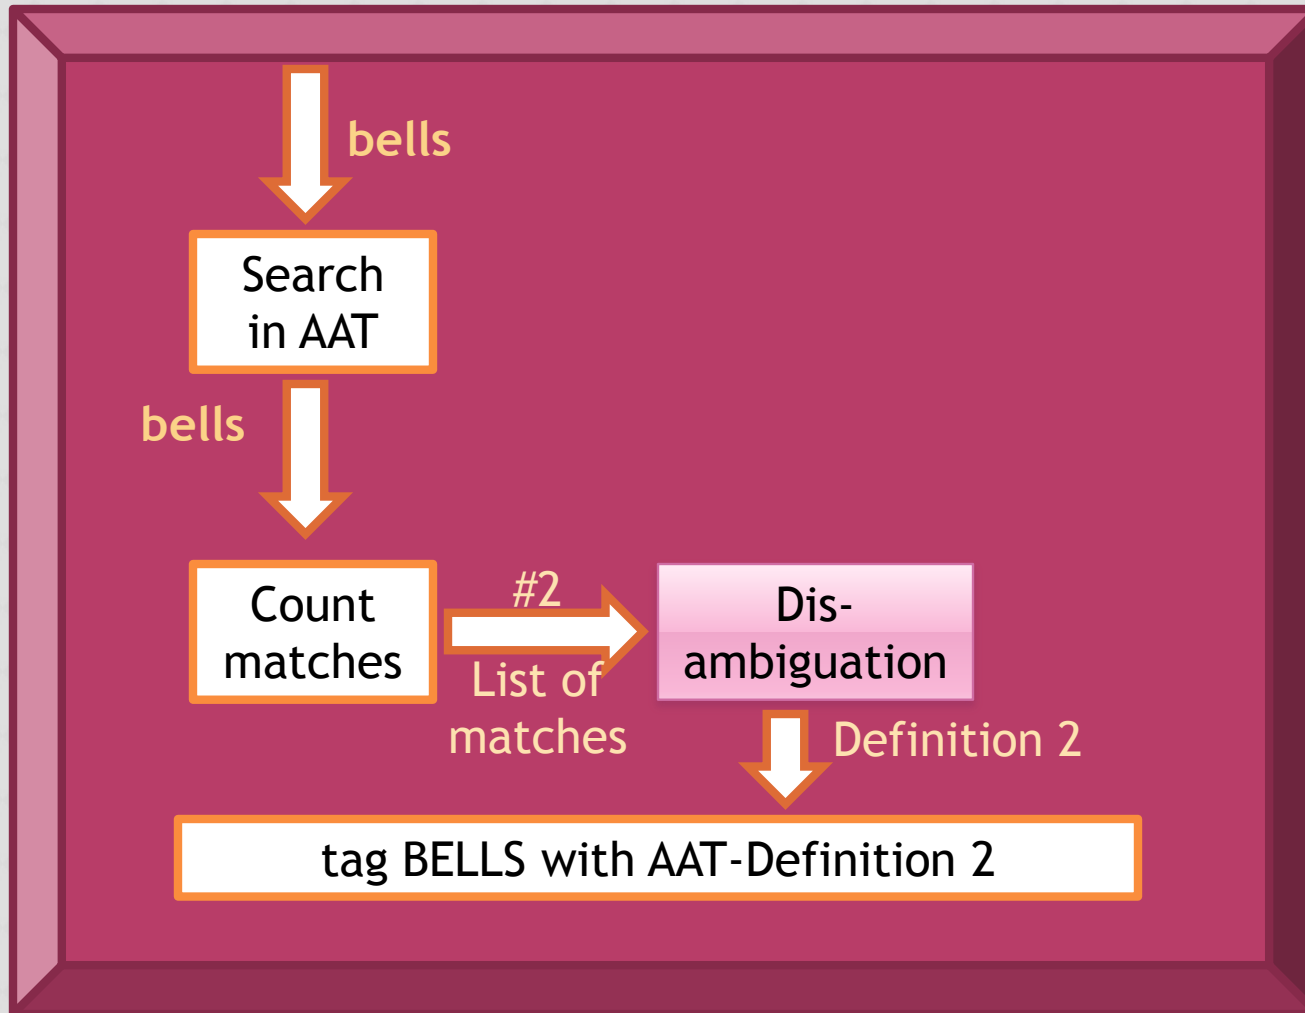 bells
Search
in AAT
bells
Count
matches
#2
List of
matches
Dis-
ambiguation
Definition 2
tag BELLS with AAT-Definition 2